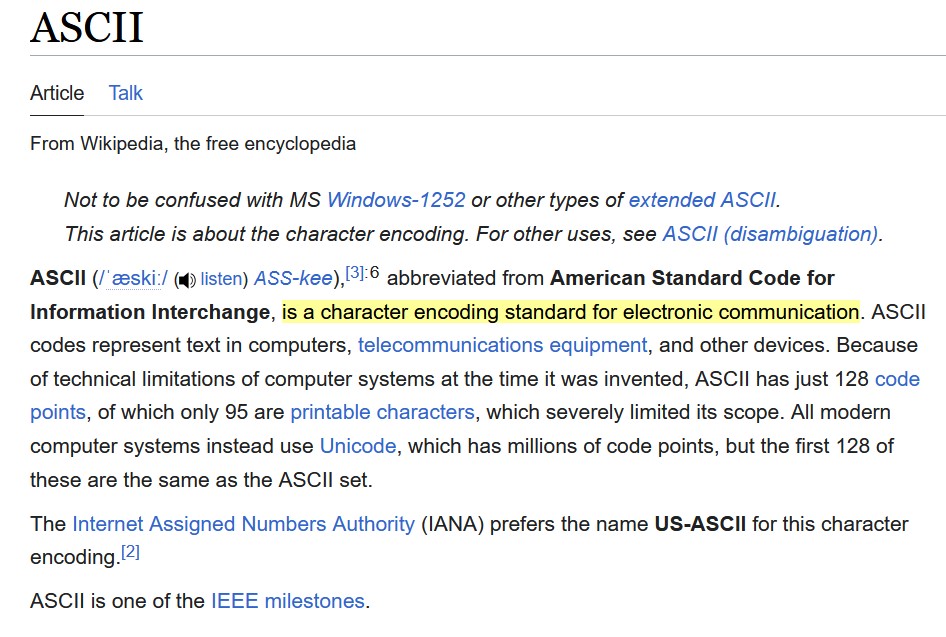 ASCII
Article Talk
From Wikipedia, the free encyclopedia
Not to be confused with MS Windows-1252 or other types of extended ASCII.
This article is about the character encoding. For other uses, see ASCII (disambiguation).
ASCII (/ˈæskiː/ (listen) ASS-kee),[3]:6 abbreviated from American Standard Code for
Information Interchange, is a character encoding standard for electronic communication. ASCII
codes represent text in computers, telecommunications equipment, and other devices. Because
of technical limitations of computer systems at the time it was invented, ASCII has just 128 code
points, of which only 95 are printable characters, which severely limited its scope. All modern
computer systems instead use Unicode, which has millions of code points, but the first 128 of
these are the same as the ASCII set.
The Internet Assigned Numbers Authority (IANA) prefers the name US-ASCII for this character
encoding.[2]
ASCII is one of the IEEE milestones.